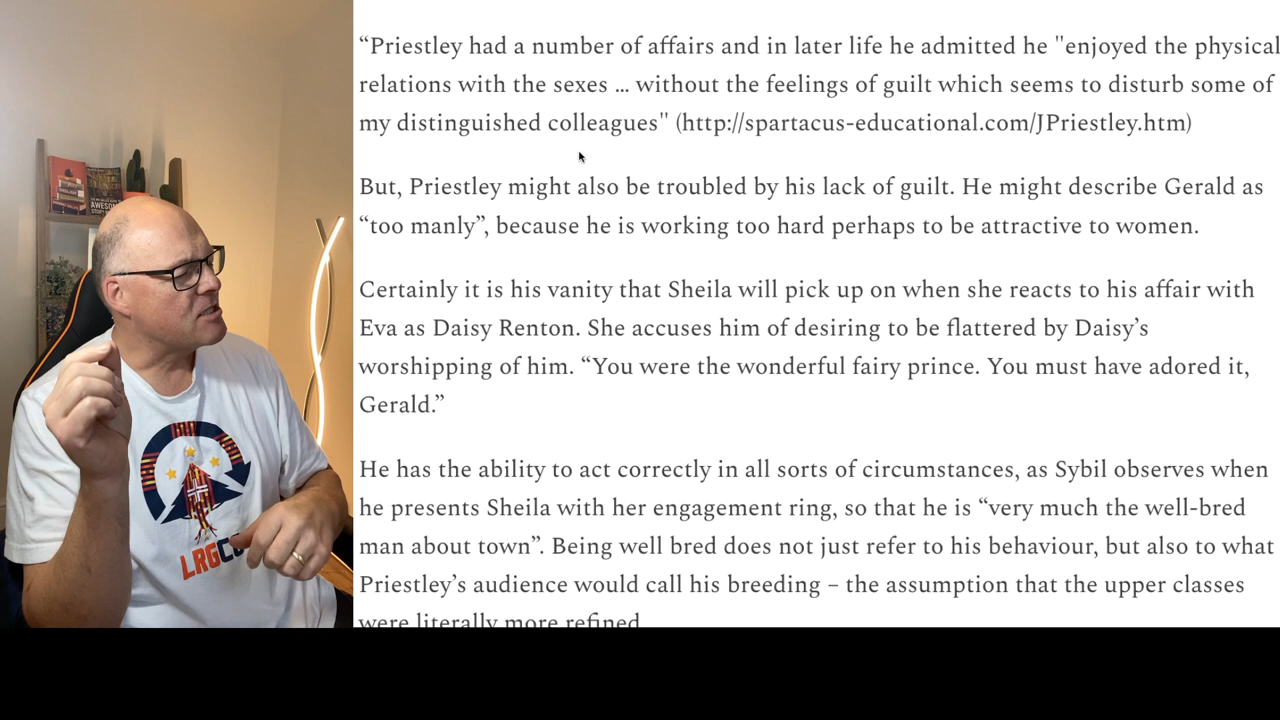 “Priestley had a number of affairs and in later life he admitted he "enjoyed the physical
relations with the sexes ... without the feelings of guilt which seems to disturb some of
my distinguished colleagues" (http://spartacus-educational.com/JPriestley.htm)
But, Priestley might also be troubled by his lack of guilt. He might describe Gerald as
“too manly”, because he is working too hard perhaps to be attractive to women.
Certainly it is his vanity that Sheila will pick up on when she reacts to his affair with
Eva as Daisy Renton. She accuses him of desiring to be flattered by Daisy’s
worshipping of him. “You were the wonderful fairy prince. You must have adored it,
Gerald.”
He has the ability to act correctly in all sorts of circumstances, as Sybil observes when
he presents Sheila with her engagement ring, so that he is “very much the well-bred
man about town”. Being well bred does not just refer to his behaviour, but also to what
Priestley’s audience would call his breeding – the assumption that the upper classes
were literally more refined
AWESOME
LRGC